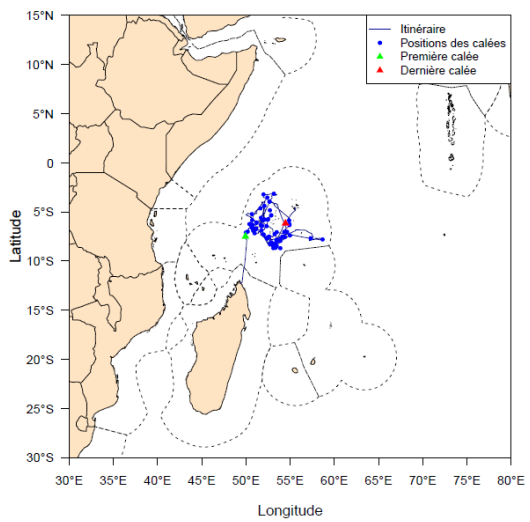 15°N
10°N
5°N
0
5°S
10°S
15°S
20°S
25°S
30°S
Latitude
Itinéraire
Positions des calées
Première calée
Dernière calée
30°E 35°E 40°E 45°E 50°E 55°E 60°E 65°E 70°E 75°E 80°E
Longitude